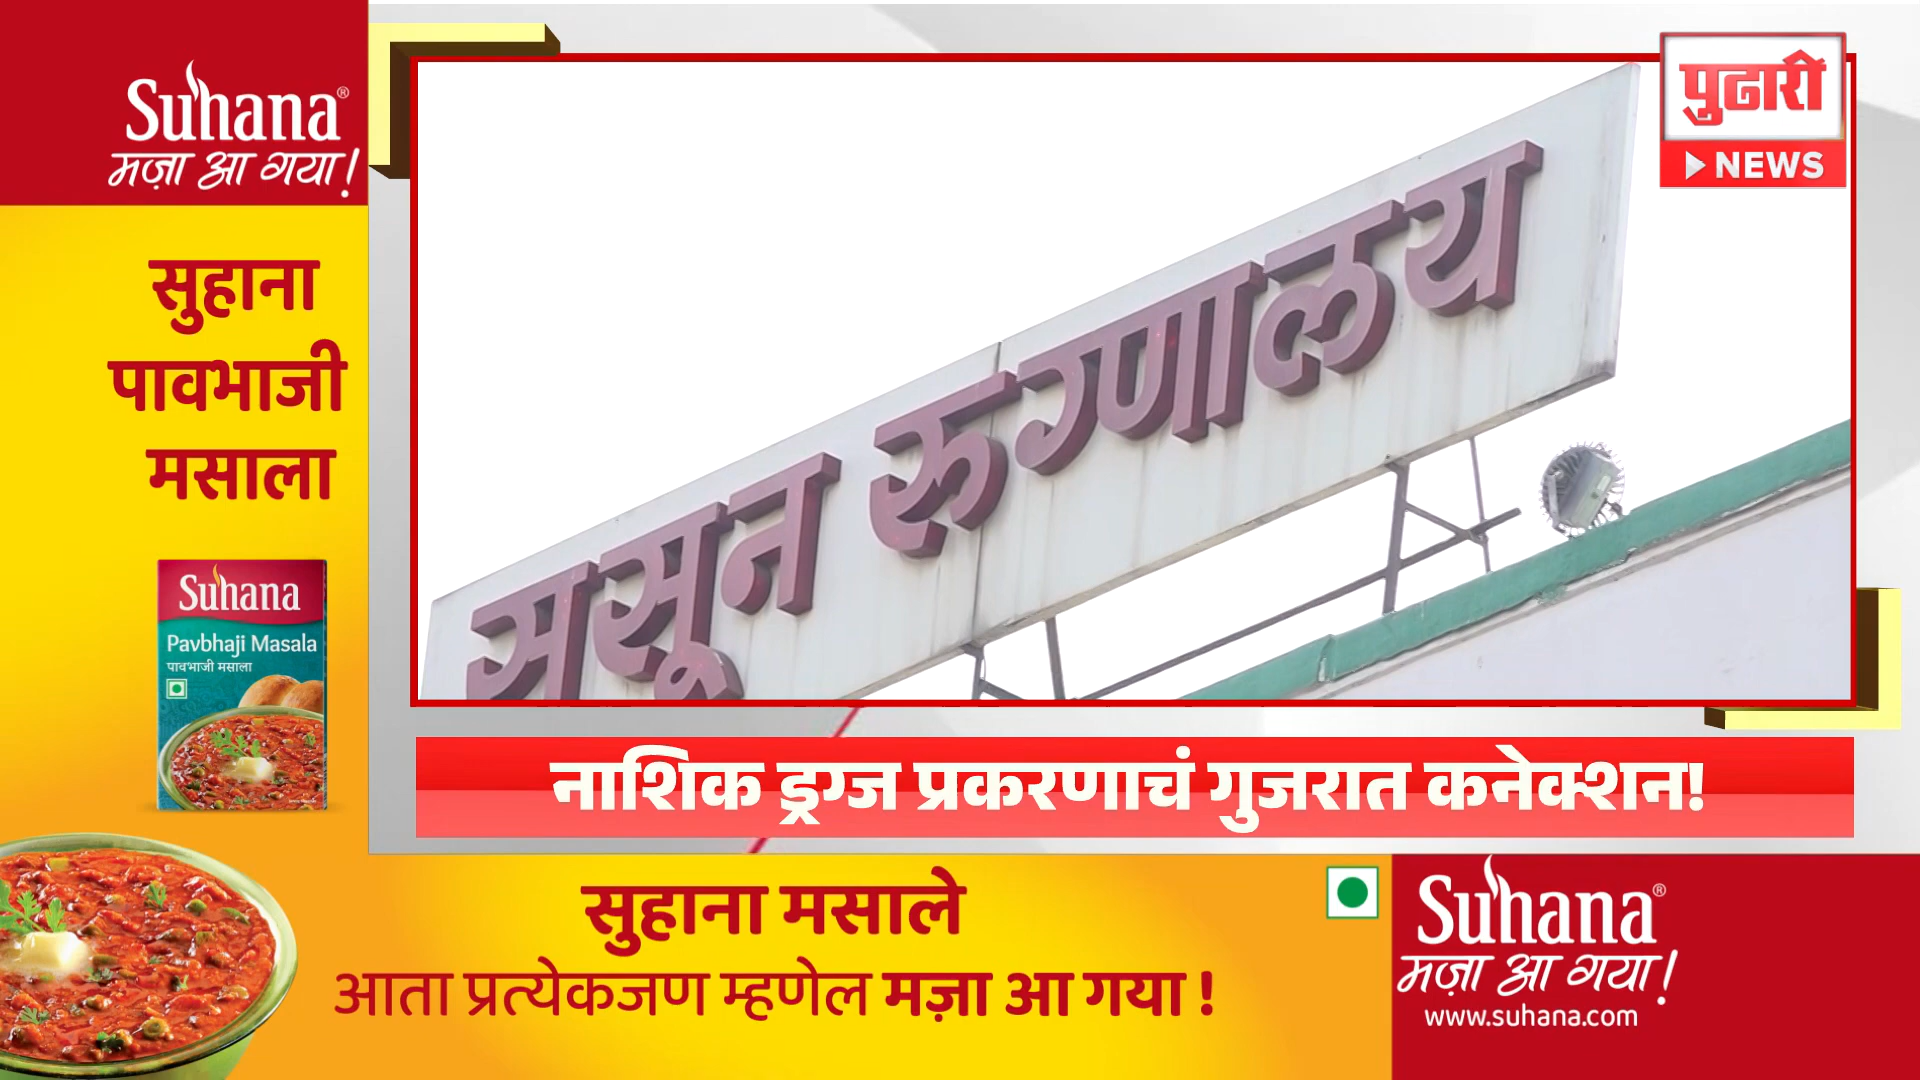 Suhana®
मज़ा आ गया!
सुहाना
पावभाजी
मसाला
Suhana
Pavbhaji Masala
पावभाजी मसाला
ससून रुग्णालय
पुढारी
NEWS
नाशिक ड्रग्ज प्रकरणाचं गुजरात कनेक्शन!
सुहाना मसाले
आता प्रत्येकजण म्हणेल मज़ा आ गया !
Suhana®
मज़ा आ गया!
www.suhana.com